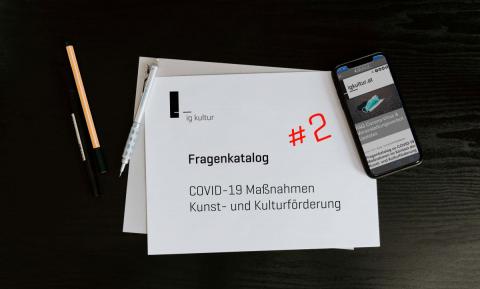 ig kultur
#2
Fragenkatalog
COVID-19 Maßnahmen
Kunst- und Kulturförderung
igkultur.at